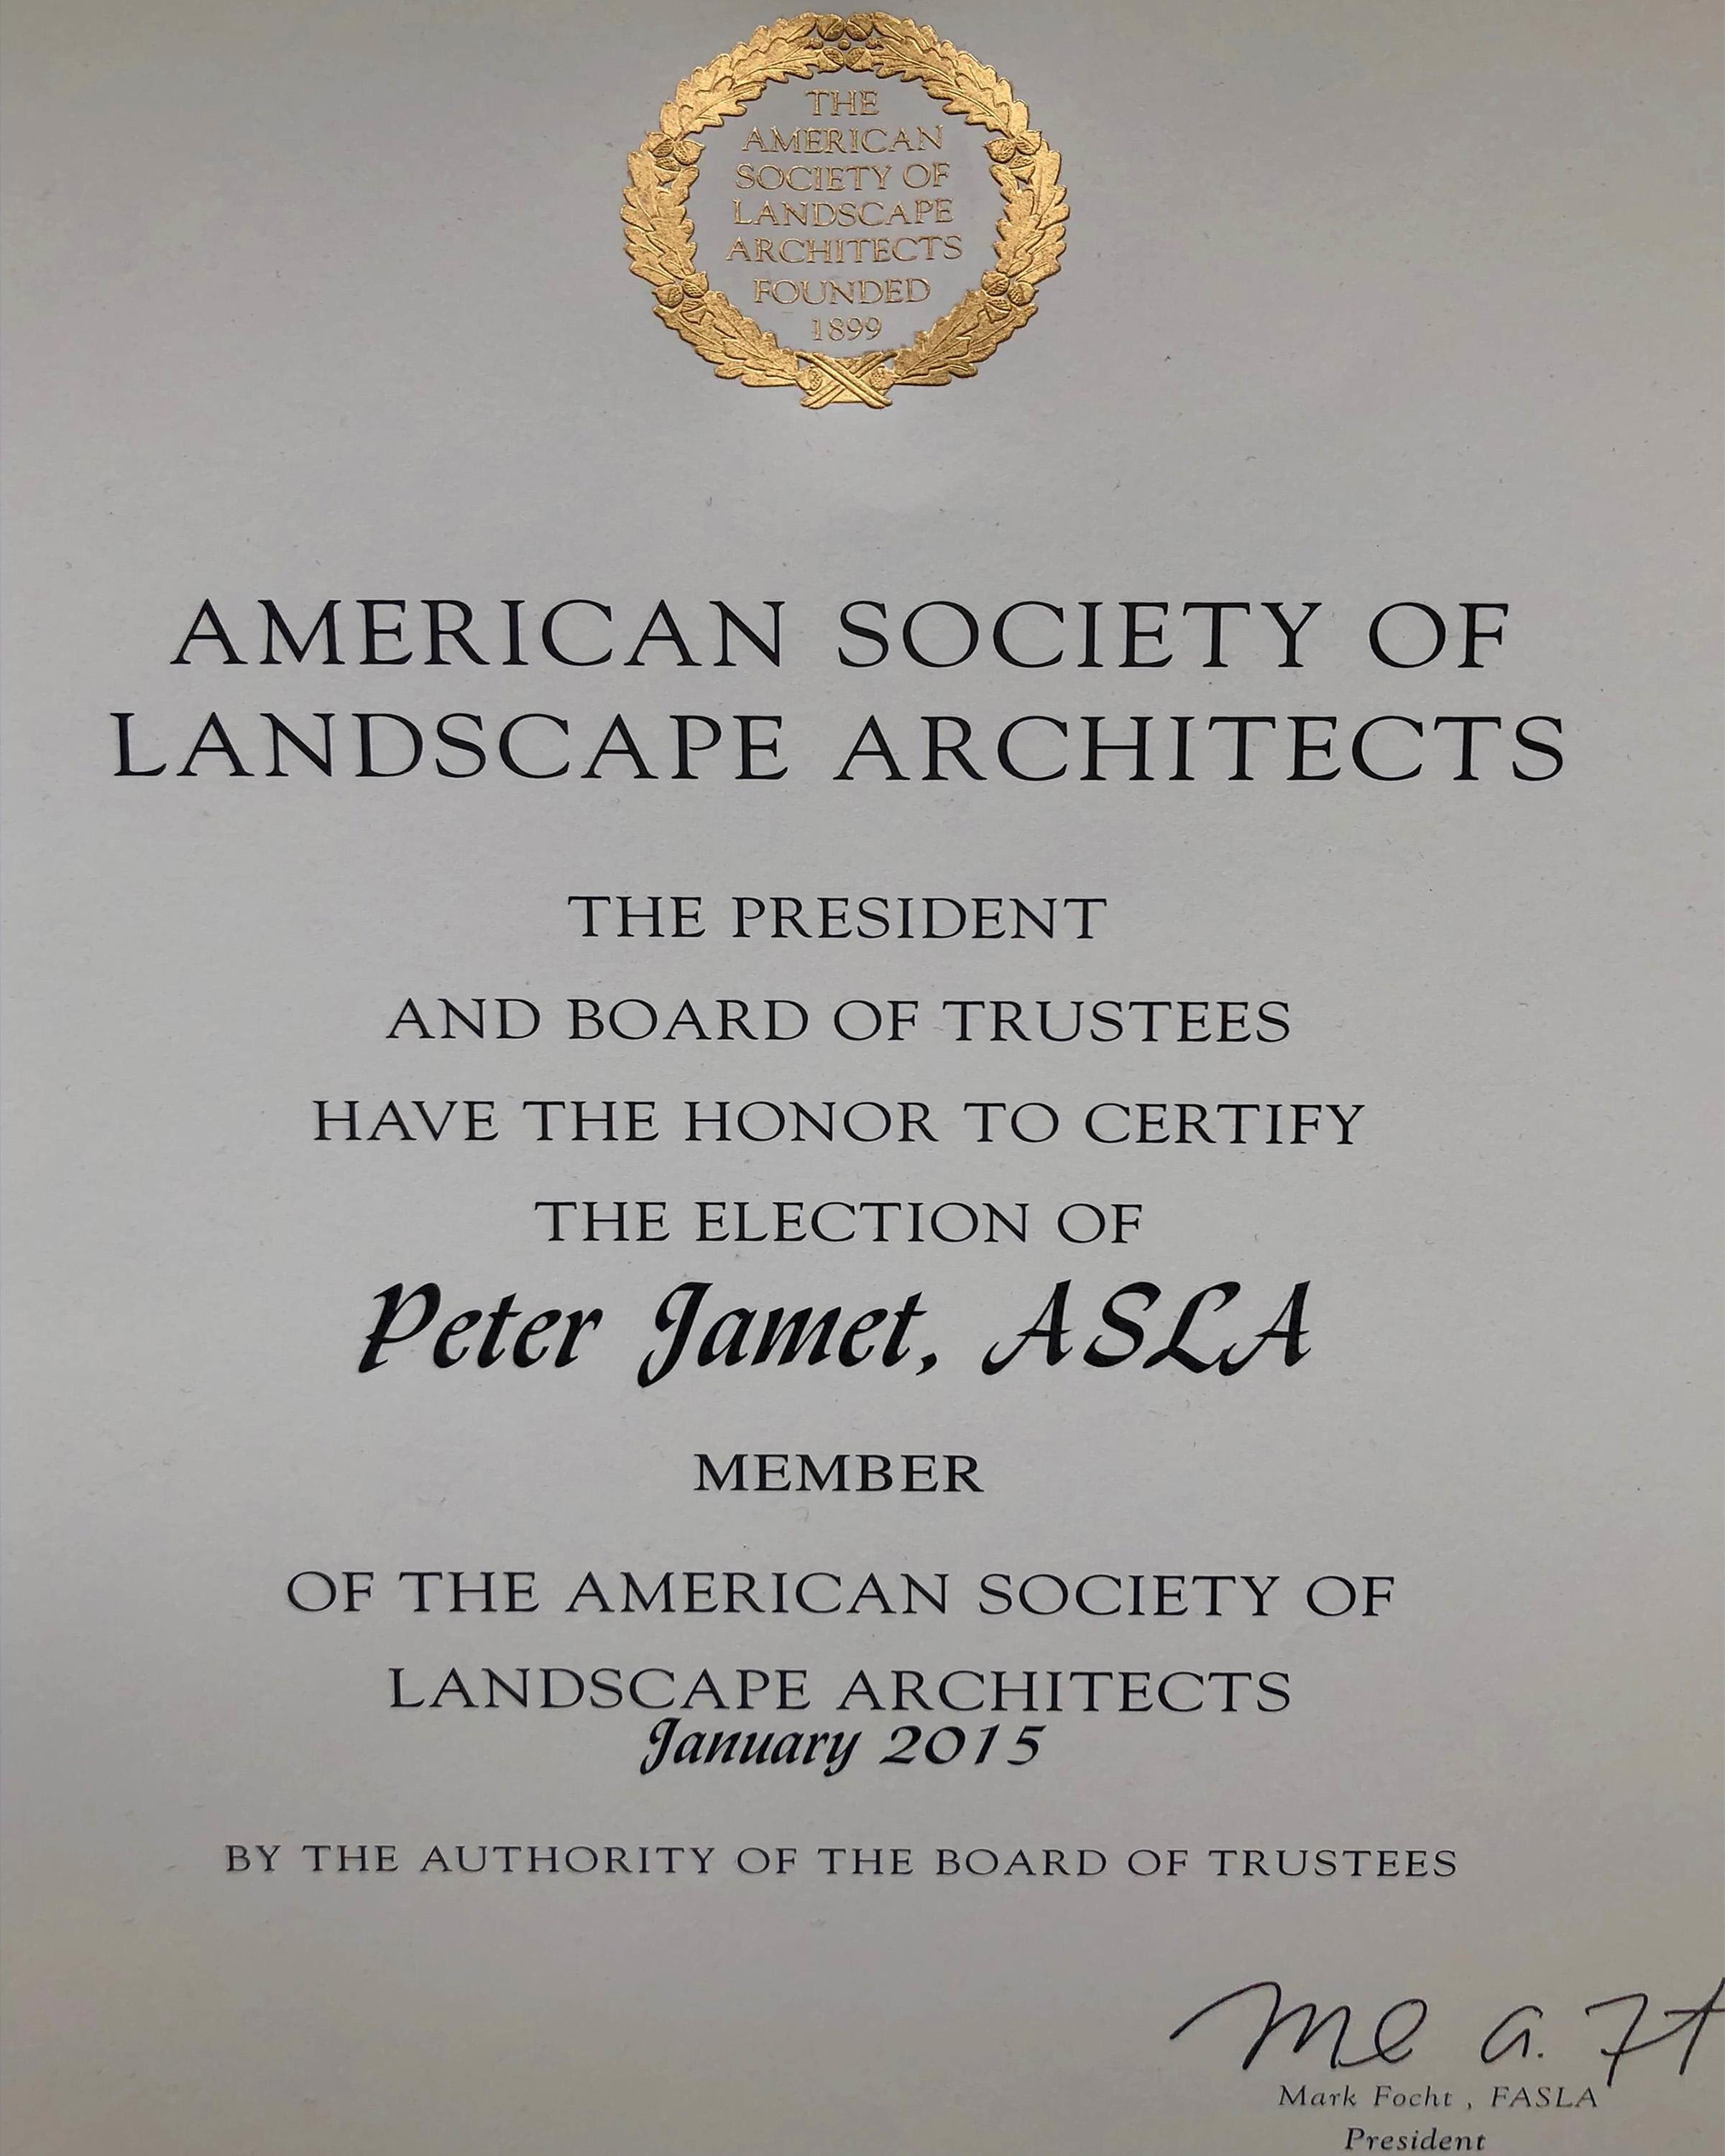 THE
AMERICAN
SOCIETY OF
LANDSCAPE
ARCHITECTS
FOUNDED
1899
AMERICAN SOCIETY OF
LANDSCAPE ARCHITECTS
THE PRESIDENT
AND BOARD OF TRUSTEES
HAVE THE HONOR TO CERTIFY
THE ELECTION OF
Peter Jamet, ASLA
MEMBER
OF THE AMERICAN SOCIETY OF
LANDSCAPE ARCHITECTS
January 2015
BY THE AUTHORITY OF THE BOARD OF TRUSTEES
Mark Focht , FASLA
President